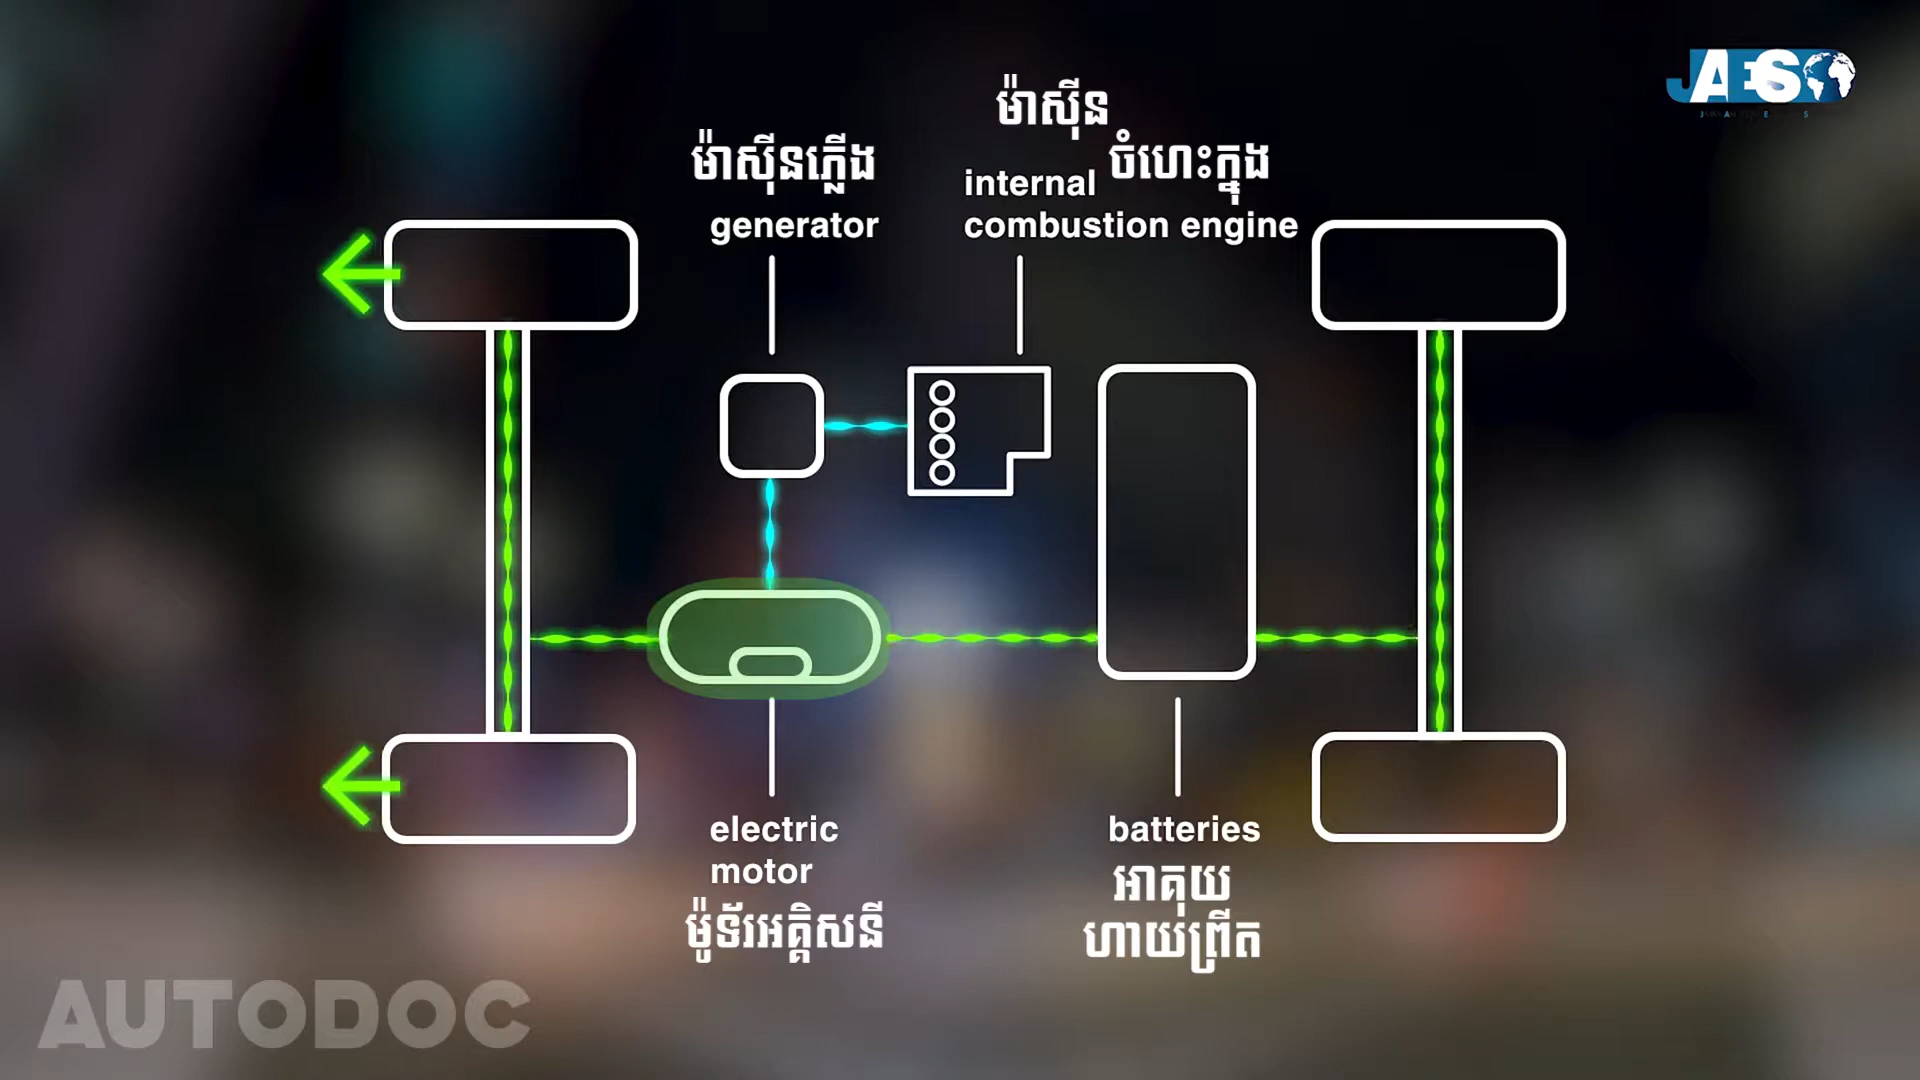 JAES
ម៉ាស៊ីន
ម៉ាស៊ីនភ្លើង
ចំហេះក្នុង
generator
internal
combustion engine
electric
motor
ម៉ូទ័រអគ្គិសនី
batteries
អាគុយ
ហាយព្រីត
AUTODOC